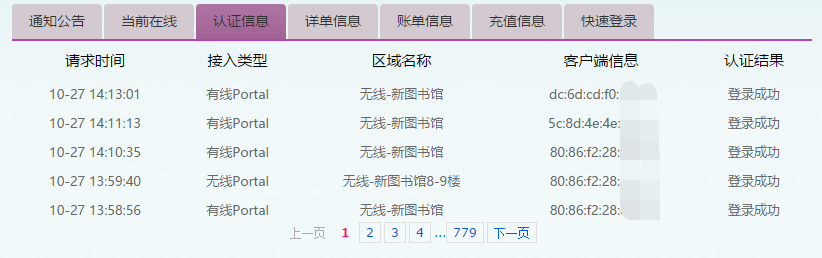 通知公告 当前在线 认证信息 详单信息 账单信息 充值信息 快速登录
请求时间 接入类型 区域名称 客户端信息 认证结果
10-27 14:13:01 有线Portal 无线-新图书馆 dc:6d:cd:f0: 登录成功
10-27 14:11:13 有线Portal 无线-新图书馆 5c:8d:4e:4e: 登录成功
10-27 14:10:35 有线Portal 无线-新图书馆 80:86:f2:28: 登录成功
10-27 13:59:40 无线Portal 无线-新图书馆8-9楼 80:86:f2:28: 登录成功
10-27 13:58:56 有线Portal 无线-新图书馆 80:86:f2:28: 登录成功
上一页 1 2 3 4 ...779 下一页